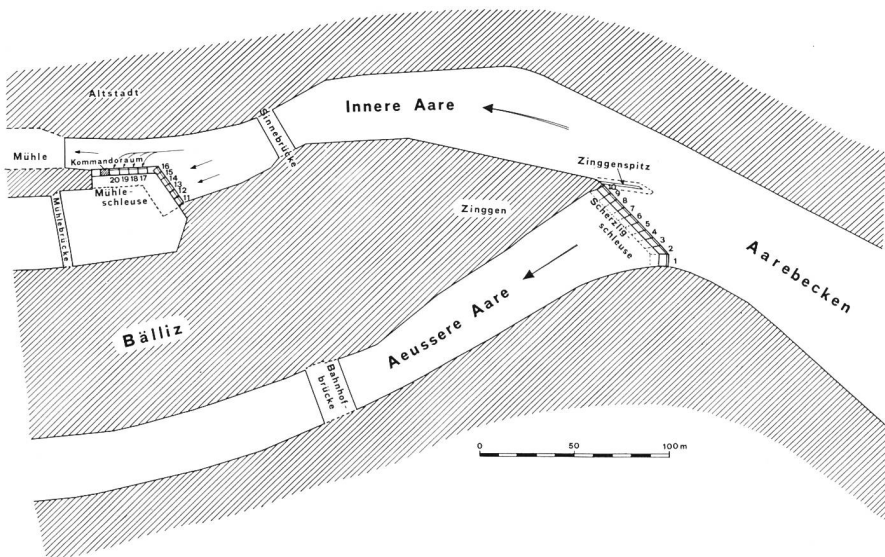 Altstadt
Innere Aare
Sinnebrücke
Mühle
Kommandoraum
16
15
14
13
12
11
20 19 18 17
Mühle-
schleuse
Mühlebrücke
Zinggenspitz
Zinggen
10
9
8
7
6
5
4
3
2
1
Scherzlig
schleuse
Aarebecken
Aeussere Aare
Bälliz
Bahnhof-
brücke
0 50 100 m